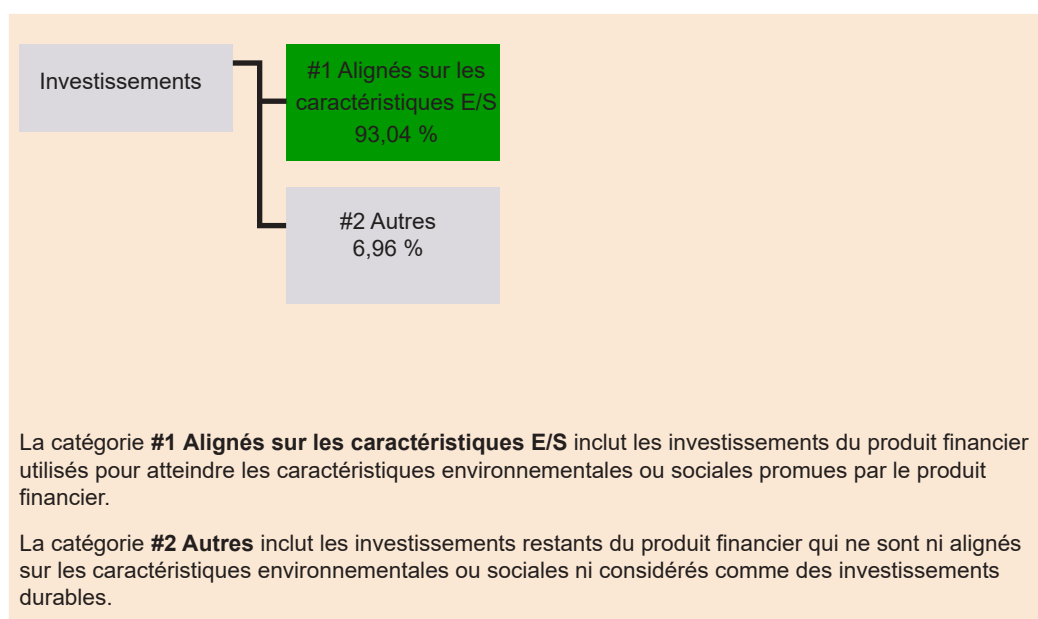 Investissements
#1 Alignés sur les
caractéristiques E/S
93,04 %
#2 Autres
6,96 %
La catégorie #1 Alignés sur les caractéristiques E/S inclut les investissements du produit financier
utilisés pour atteindre les caractéristiques environnementales ou sociales promues par le produit
financier.
La catégorie #2 Autres inclut les investissements restants du produit financier qui ne sont ni alignés
sur les caractéristiques environnementales ou sociales ni considérés comme des investissements
durables.